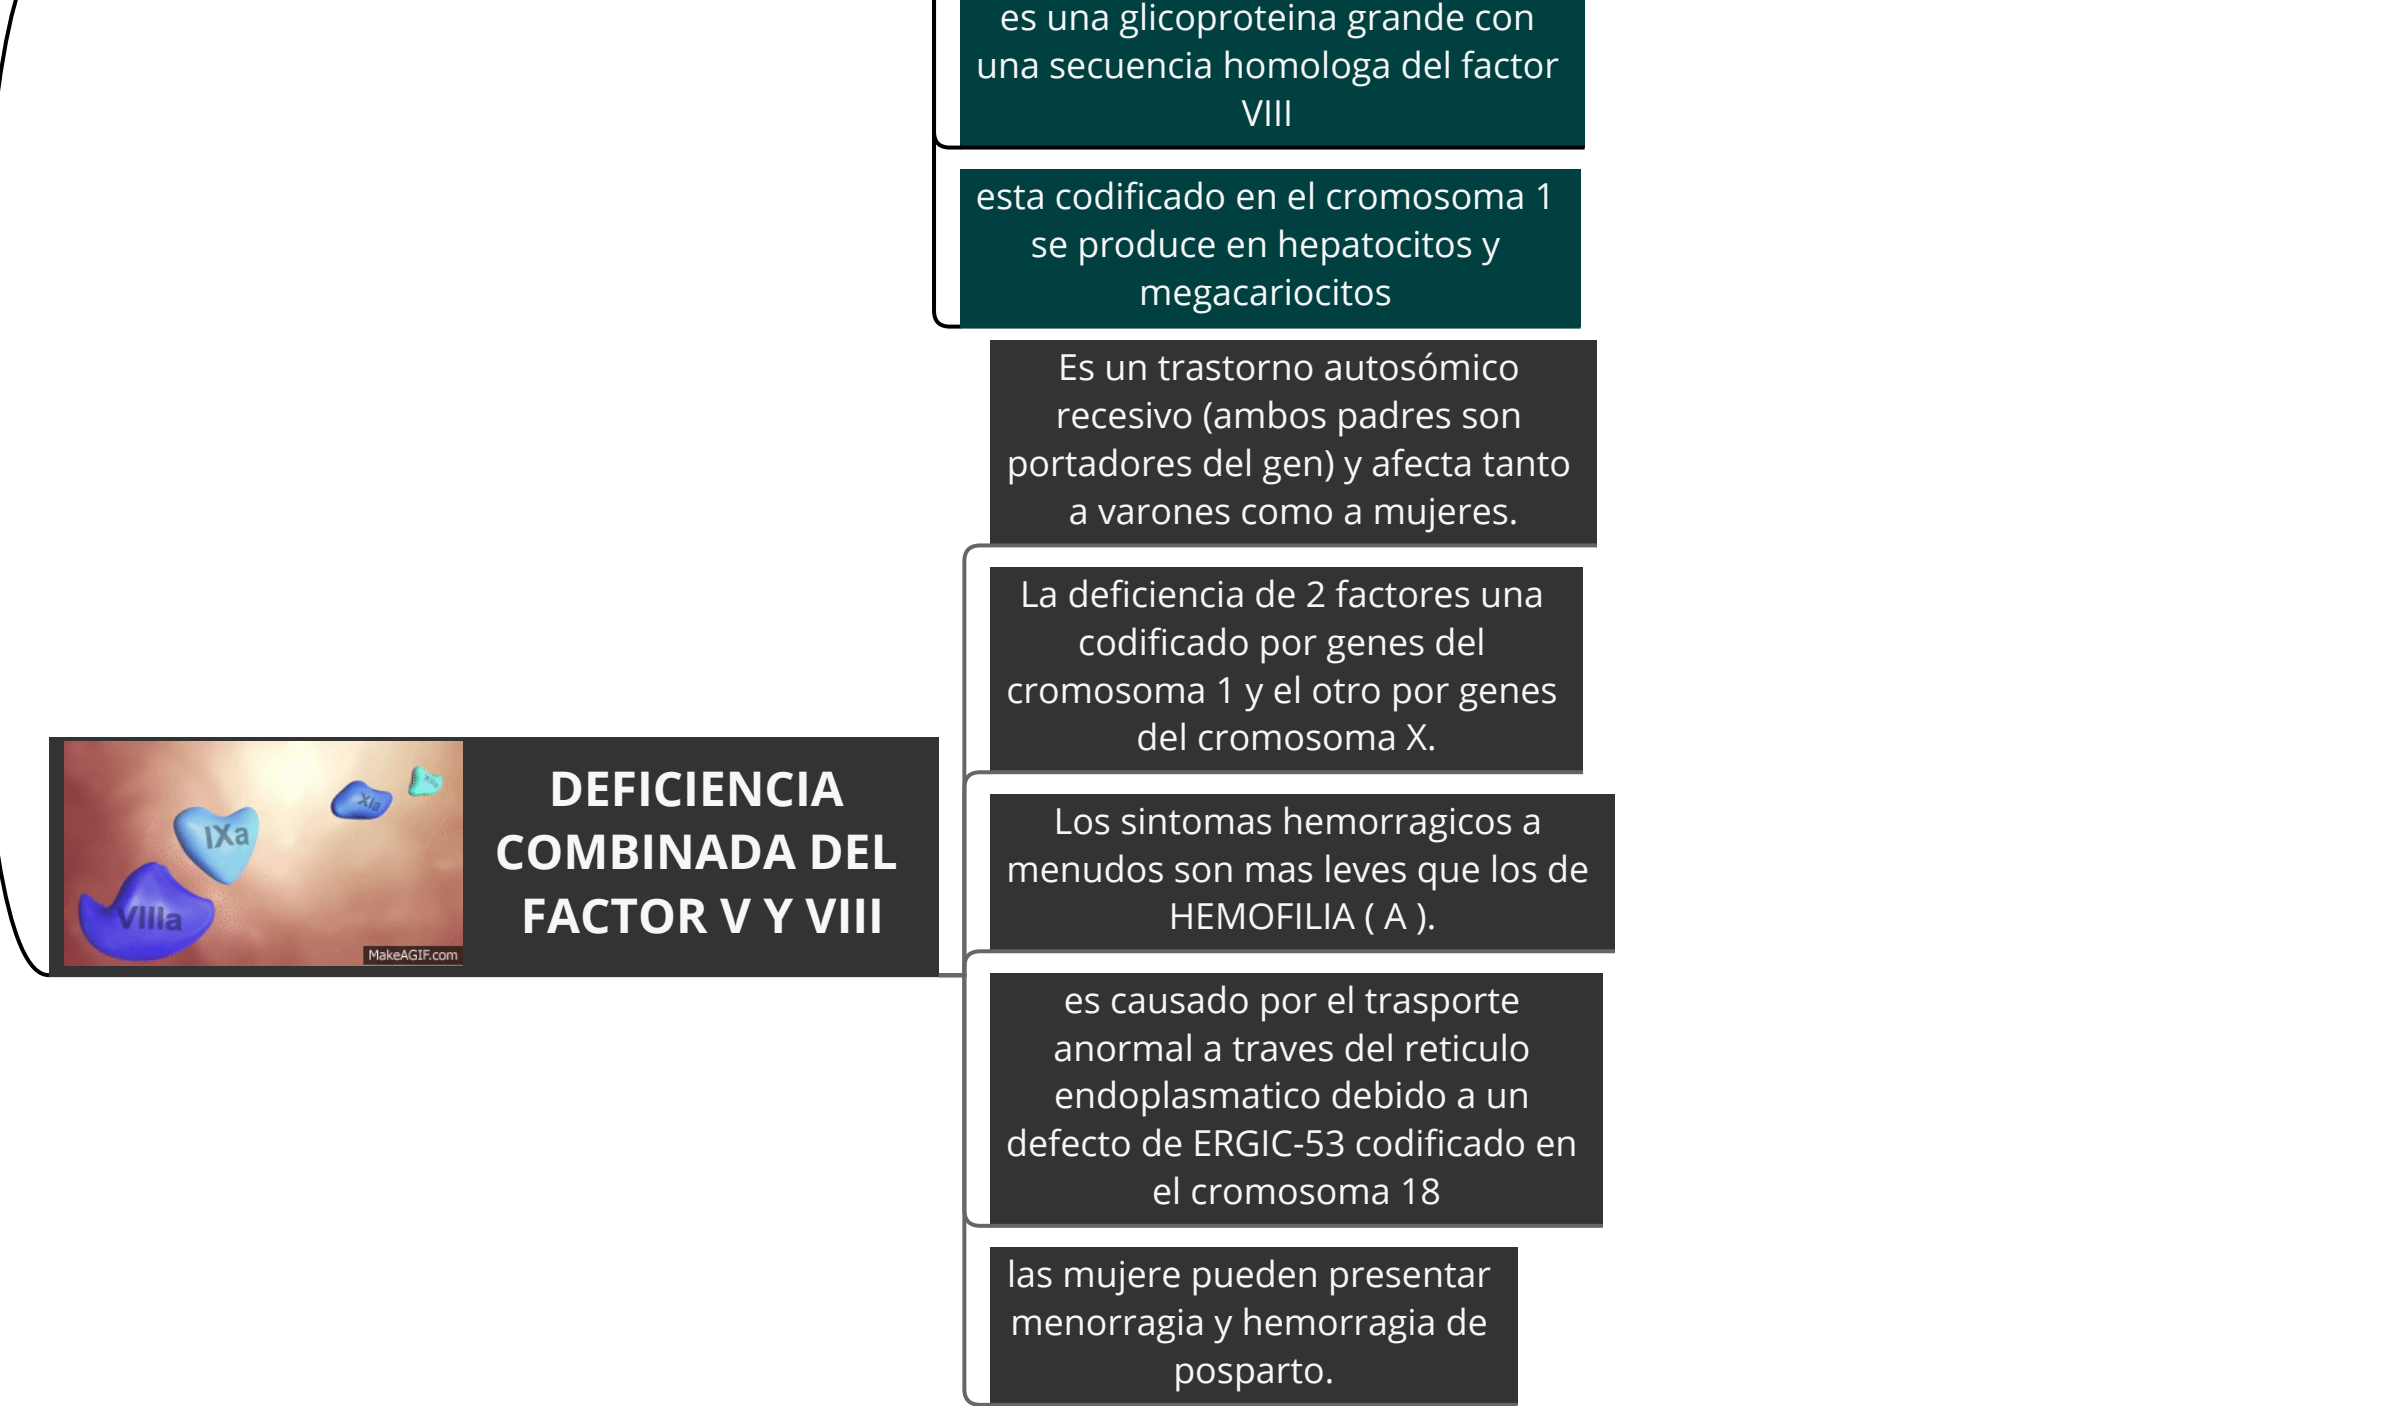 es una glicoproteina grande con
una secuencia homologa del factor
VIII
esta codificado en el cromosoma 1
se produce en hepatocitos y
megacariocitos
Es un trastorno autosómico
recesivo (ambos padres son
portadores del gen) y afecta tanto
a varones como a mujeres.
La deficiencia de 2 factores una
codificado por genes del
cromosoma 1 y el otro por genes
del cromosoma X.
DEFICIENCIA
COMBINADA DEL
FACTOR V Y VIII
IXa
XIa
VIIIa
MakeAGIF.com
Los sintomas hemorragicos a
menudos son mas leves que los de
HEMOFILIA ( A ).
es causado por el trasporte
anormal a traves del reticulo
endoplasmatico debido a un
defecto de ERGIC-53 codificado en
el cromosoma 18
las mujere pueden presentar
menorragia y hemorragia de
posparto.